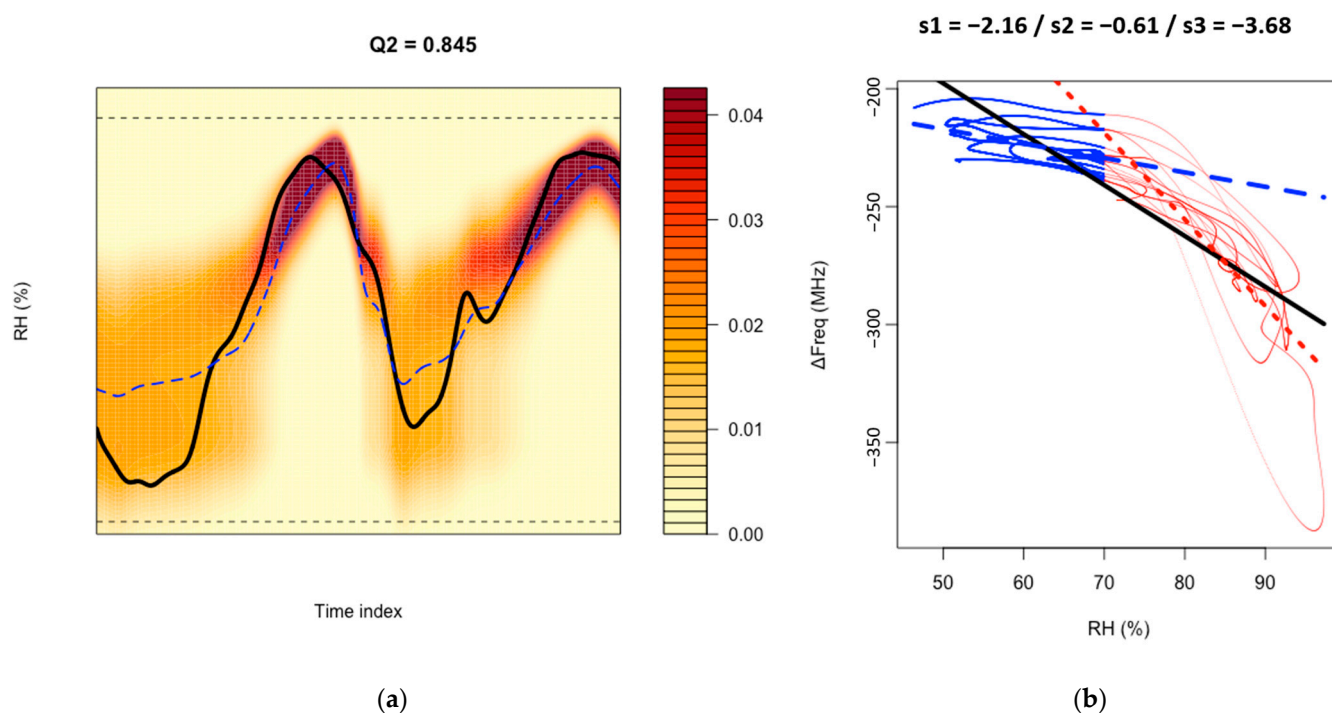 Q2 = 0.845
RH (%)
0.04
0.03
0.02
0.01
0.00
Time index
(a)
s1 = −2.16 / s2 = −0.61 / s3 = −3.68
ΔFreq (MHz)
-200
-250
-300
-350
50 60 70 80 90
RH (%)
(b)